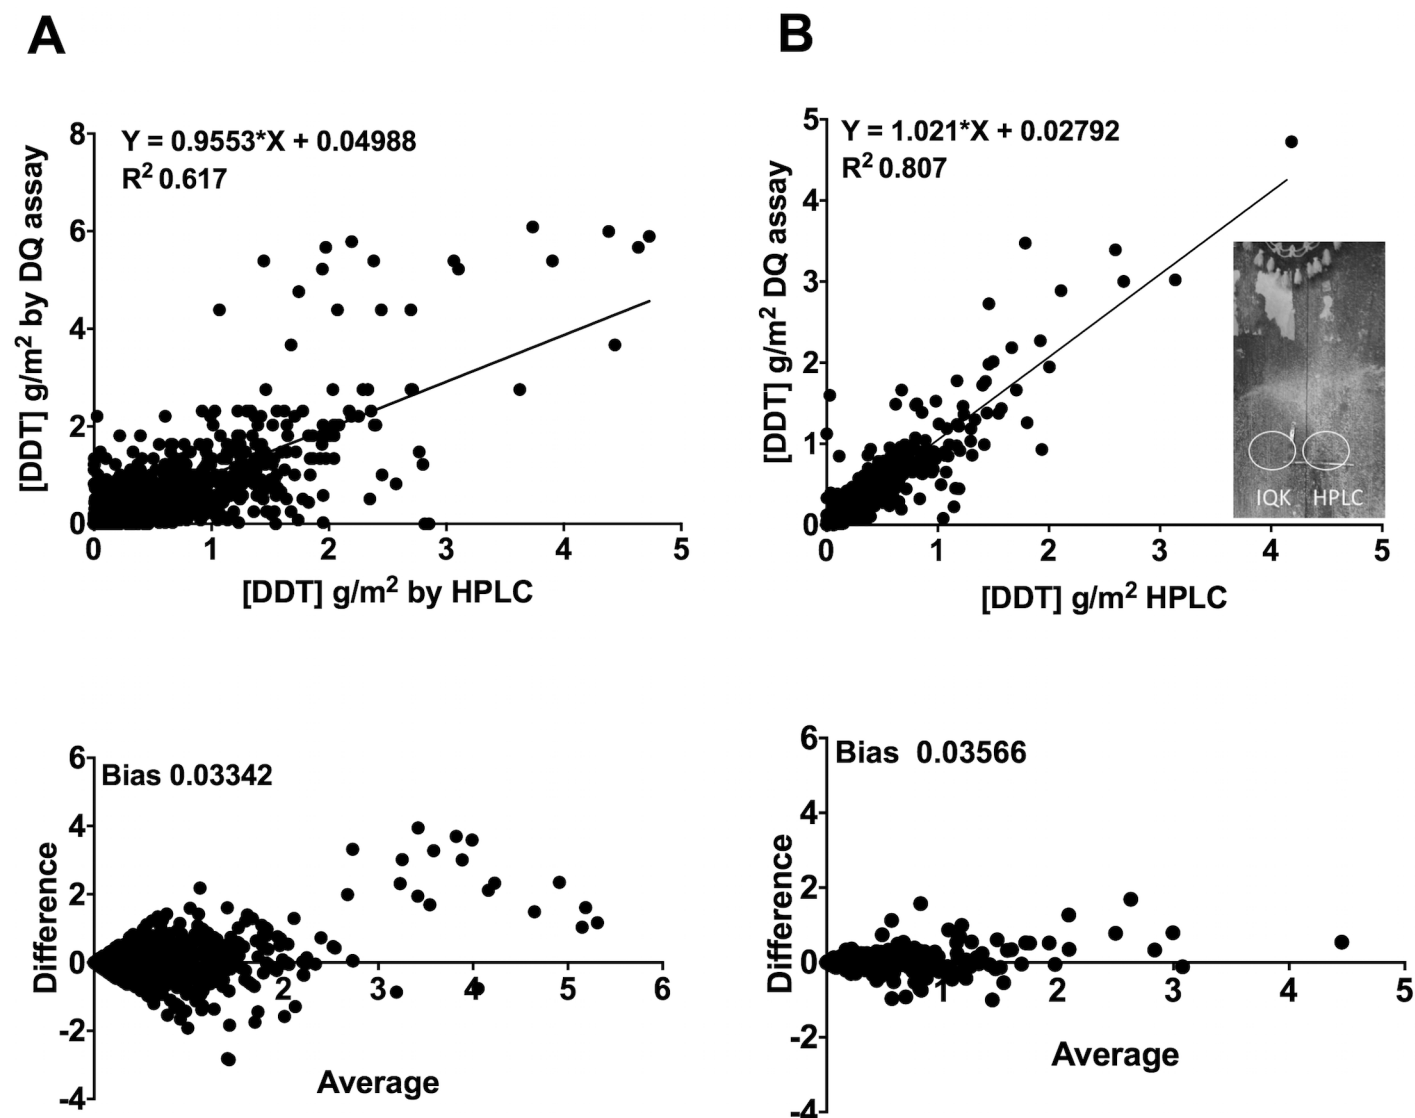 A
Y = 0.9553*X + 0.04988
R2 0.617
[DDT] g/m2 by DQ assay
8
6
4
2
0
0 1 2 3 4 5
[DDT] g/m2 by HPLC
B
Y = 1.021*X + 0.02792
R2 0.807
[DDT] g/m2 DQ assay
5
4
3
2
1
0
0 1 2 3 4 5
[DDT] g/m2 HPLC
IQK HPLC
Bias 0.03342
Difference
6
4
2
0
-2
-4
2 3 4 5 6
Average
Bias 0.03566
Difference
6
4
2
0
-2
-4
1 2 3 4 5
Average